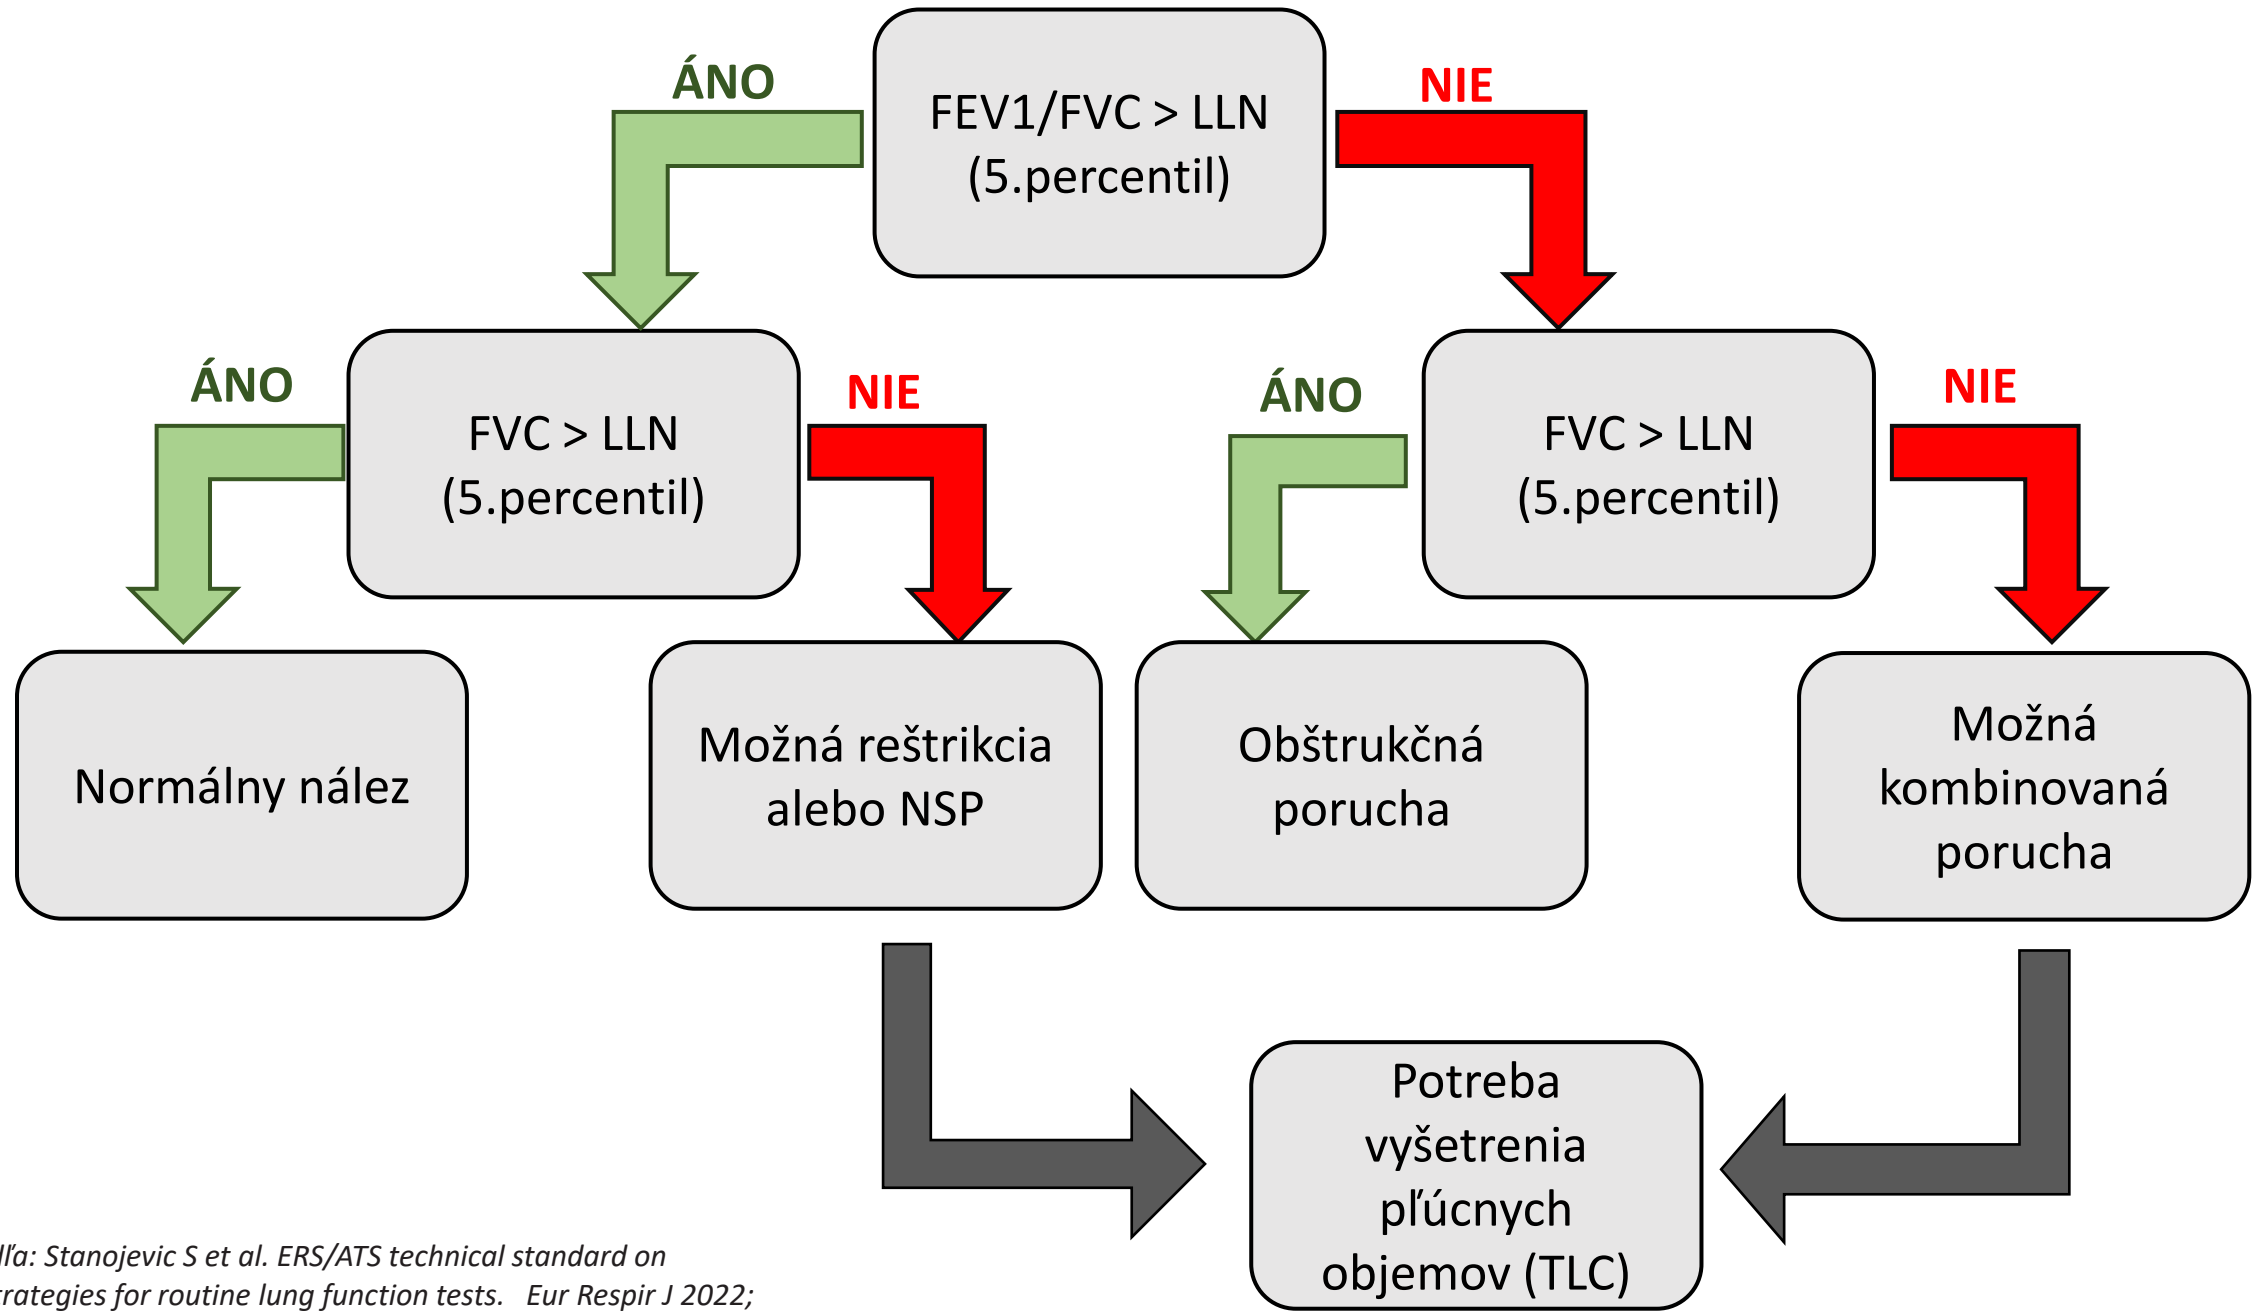 FEV1/FVC > LLN
(5.percentil)
ÁNO
NIE
FVC > LLN
(5.percentil)
ÁNO
NIE
FVC > LLN
(5.percentil)
ÁNO
NIE
Normálny nález
Možná reštrikcia
alebo NSP
Obštrukčná
porucha
Možná
kombinovaná
porucha
Potreba
vyšetrenia
pľúcnych
objemov (TLC)
Stanojevic S et al. ERS/ATS technical standard on
for routine lung function tests. Eur Respir J 2022;